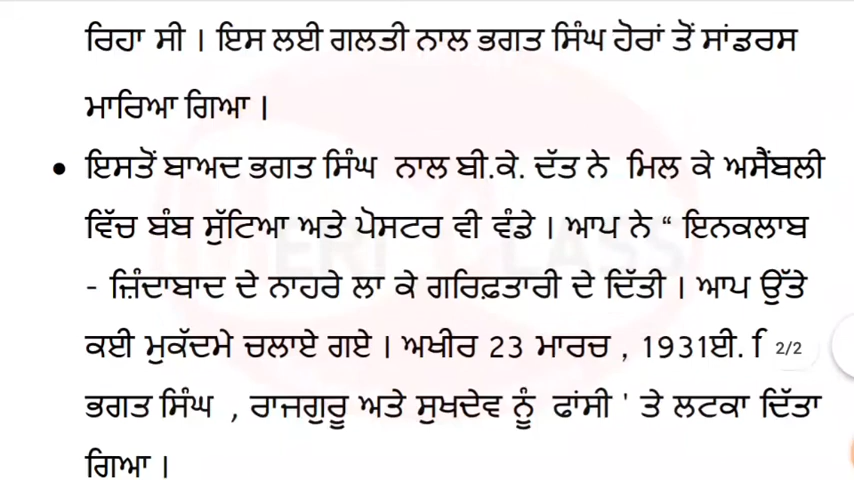 ਰਿਹਾ ਸੀ । ਇਸ ਲਈ ਗਲਤੀ ਨਾਲ ਭਗਤ ਸਿੰਘ ਹੋਰਾਂ ਤੋਂ ਸਾਂਡਰਸ
ਮਾਰਿਆ ਗਿਆ ।
• ਇਸਤੋਂ ਬਾਅਦ ਭਗਤ ਸਿੰਘ ਨਾਲ ਬੀ.ਕੇ. ਦੱਤ ਨੇ ਮਿਲ ਕੇ ਅਸੈਂਬਲੀ
ਵਿੱਚ ਬੰਬ ਸੁੱਟਿਆ ਅਤੇ ਪੋਸਟਰ ਵੀ ਵੰਡੇ । ਆਪ ਨੇ “ ਇਨਕਲਾਬ
- ਜ਼ਿੰਦਾਬਾਦ ਦੇ ਨਾਹਰੇ ਲਾ ਕੇ ਗਰਿਫ਼ਤਾਰੀ ਦੇ ਦਿੱਤੀ । ਆਪ ਉੱਤੇ
ਕਈ ਮੁਕੱਦਮੇ ਚਲਾਏ ਗਏ । ਅਖੀਰ 23 ਮਾਰਚ , 1931ਈ. 2/2
ਭਗਤ ਸਿੰਘ , ਰਾਜਗੁਰੂ ਅਤੇ ਸੁਖਦੇਵ ਨੂੰ ਫਾਂਸੀ ' ਤੇ ਲਟਕਾ ਦਿੱਤਾ
ਗਿਆ ।